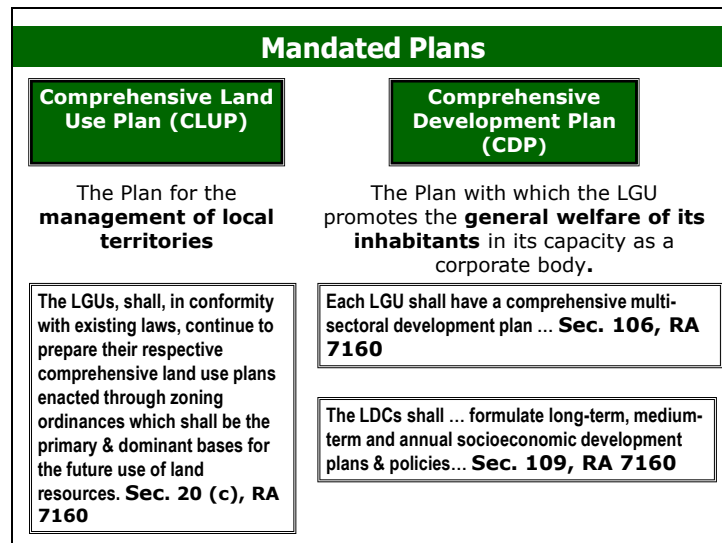 Mandated Plans
Comprehensive Land
Use Plan (CLUP)
The Plan for the
management of local
territories
The LGUs, shall, in conformity
with existing laws, continue to
prepare their respective
comprehensive land use plans
enacted through zoning
ordinances which shall be the
primary & dominant bases for
the future use of land
resources. Sec. 20 (c), RA
7160
Comprehensive
Development Plan
(CDP)
The Plan with which the LGU
promotes the general welfare of its
inhabitants in its capacity as a
corporate body.
Each LGU shall have a comprehensive multi-
sectoral development plan ... Sec. 106, RA
7160
The LDCs shall ... formulate long-term, medium-
term and annual socioeconomic development
plans & policies... Sec. 109, RA 7160